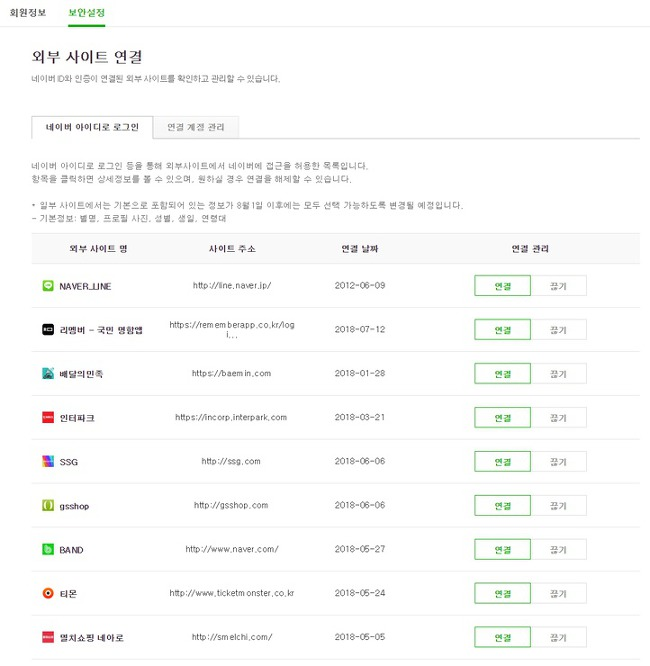 회원정보 보안설정
외부 사이트 연결
네이버 ID와 인증이 연결된 외부 사이트를 확인하고 관리할 수 있습니다.
네이버 아이디로 로그인 연결 계정 관리
네이버 아이디로 로그인 등을 통해 외부사이트에서 네이버에 접근을 허용한 목록입니다.
항목을 클릭하면 상세정보를 볼 수 있으며, 원하실 경우 연결을 해제할 수 있습니다.
* 일부 사이트에서는 기본으로 포함되어 있는 정보가 8월1일 이후에는 모두 선택 가능하도록 변경될 예정입니다.
- 기본정보: 별명, 프로필 사진, 성별, 생일, 연령대
외부 사이트 명 사이트 주소 연결 날짜 연결 관리
NAVER_LINE http://line.naver.jp/ 2012-06-09 연결 끊기
리멤버 - 국민 명함앱 https://rememberapp.co.kr/log
i... 2018-07-12 연결 끊기
배달의민족 https://baemin.com 2018-01-28 연결 끊기
인터파크 https://incorp.interpark.com 2018-03-21 연결 끊기
SSG http://ssg.com 2018-06-06 연결 끊기
gsshop http://gsshop.com 2018-06-06 연결 끊기
BAND http://www.naver.com/ 2018-05-27 연결 끊기
티몬 http://www.ticketmonster.co.kr 2018-05-24 연결 끊기
멸치쇼핑 네아로 http://smelchi.com/ 2018-05-05 연결 끊기